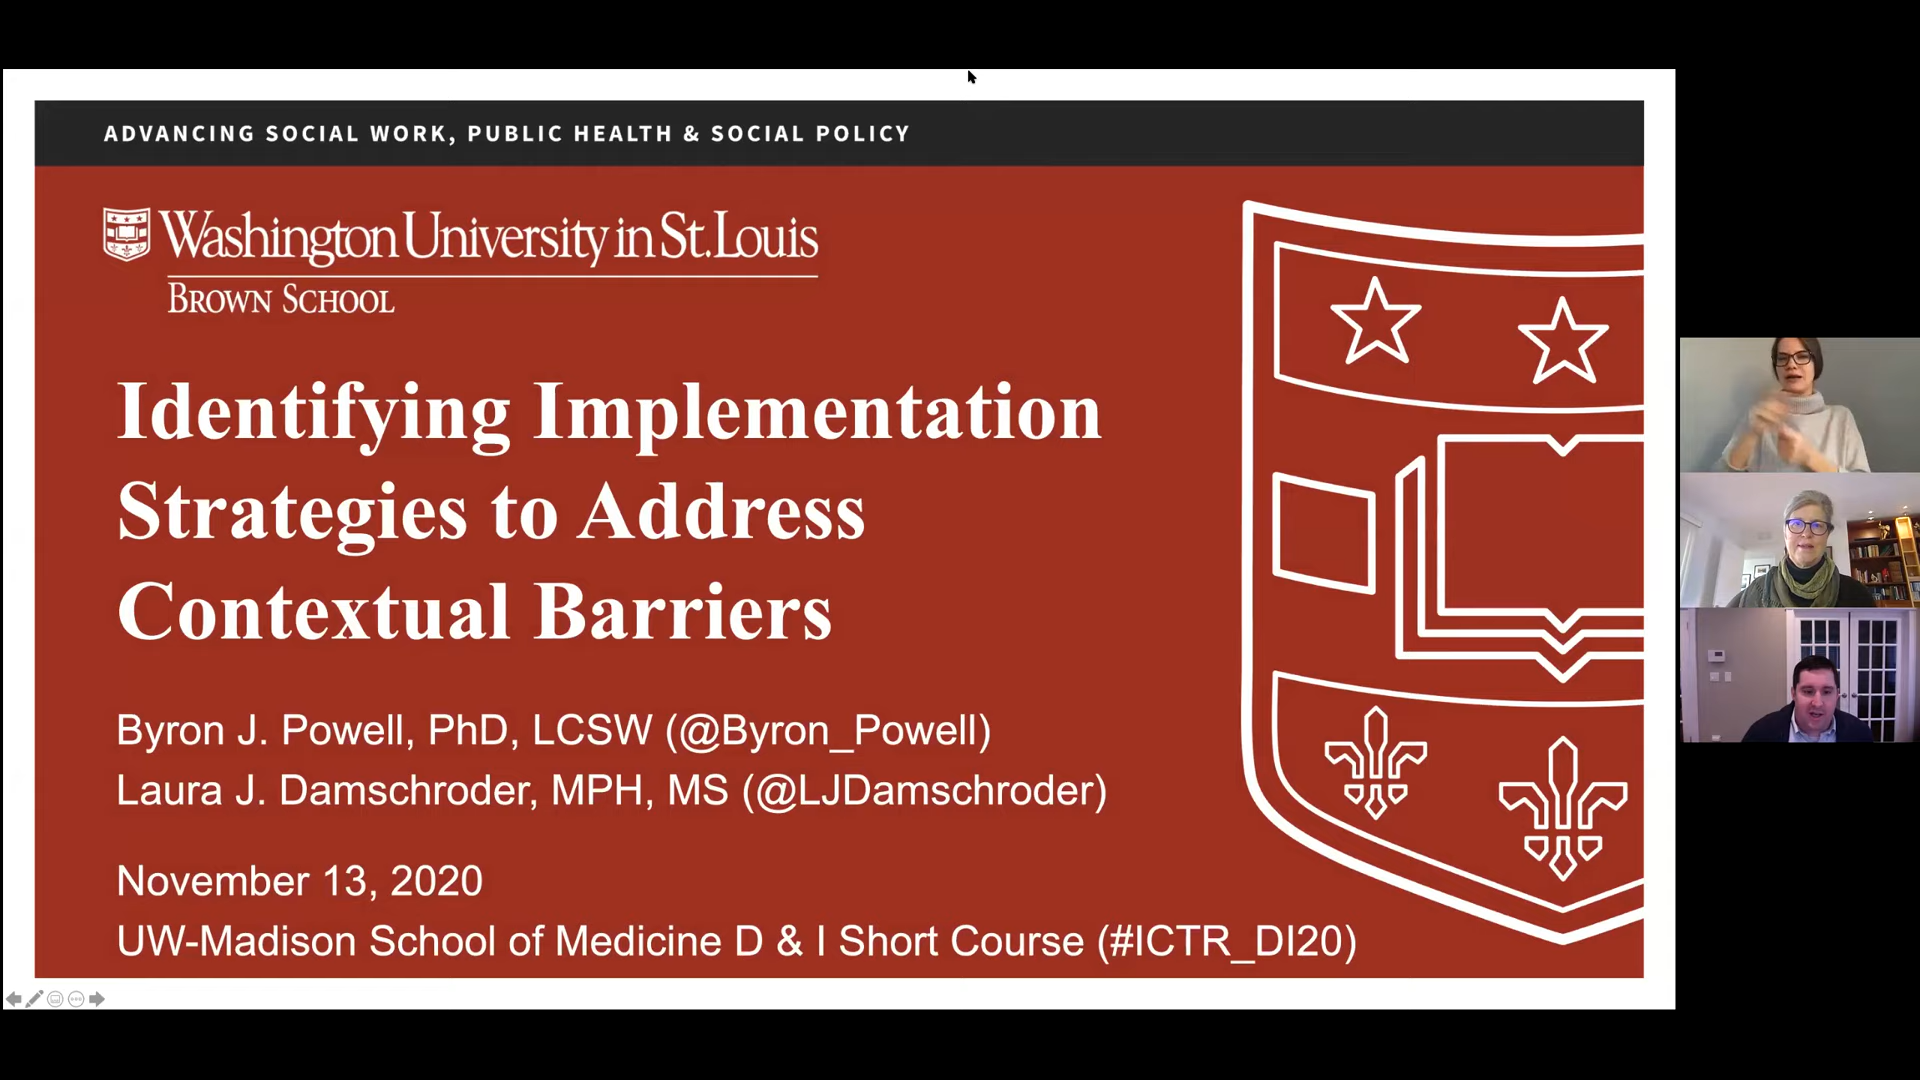 ADVANCING SOCIAL WORK, PUBLIC HEALTH & SOCIAL POLICY
Washington University in St. Louis
BROWN SCHOOL
Identifying Implementation
Strategies to Address
Contextual Barriers
Byron J. Powell, PhD, LCSW (@Byron_Powell)
Laura J. Damschroder, MPH, MS (@LJDamschroder)
November 13, 2020
UW-Madison School of Medicine D & I Short Course (#ICTR_DI20)